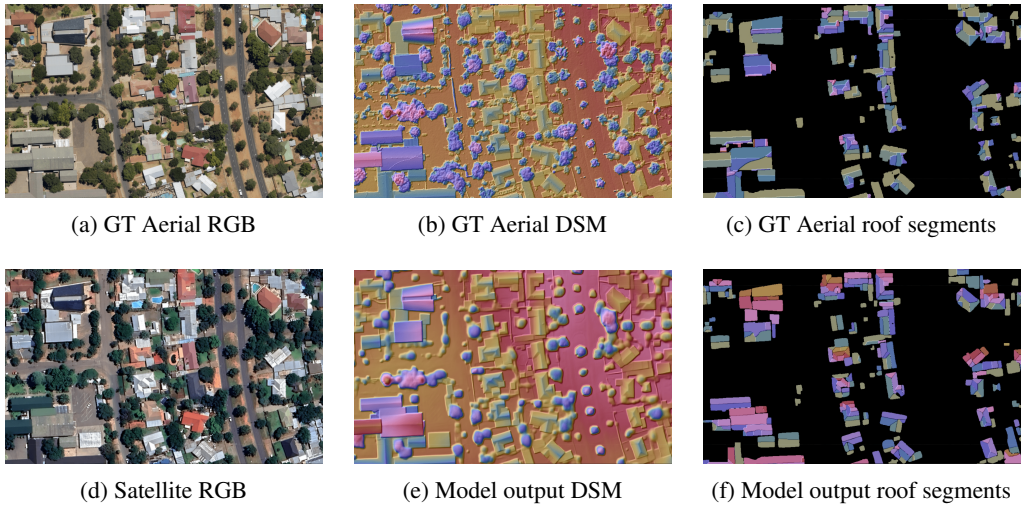 (a) GT Aerial RGB
(b) GT Aerial DSM
(c) GT Aerial roof segments
(d) Satellite RGB
(e) Model output DSM
(f) Model output roof segments